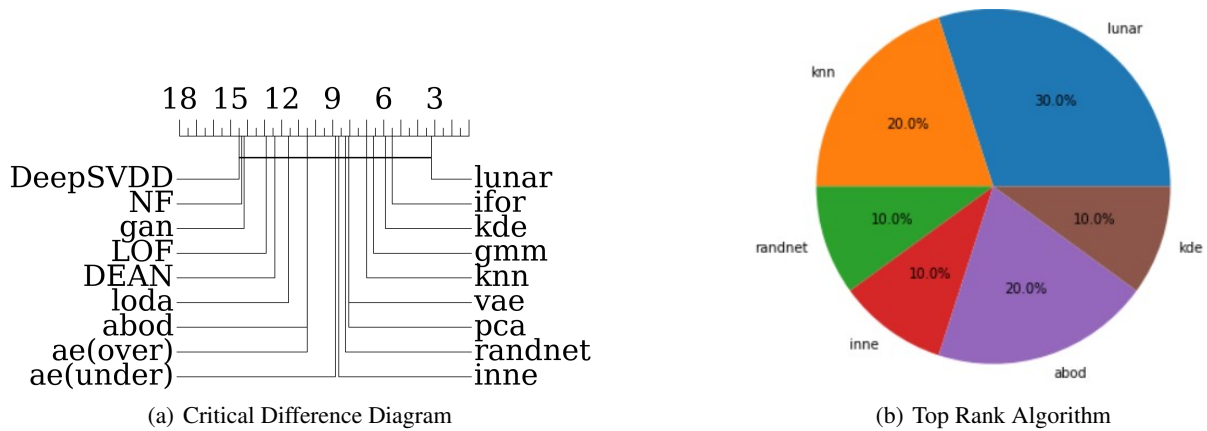 18 15 12 9 6 3
DeepSVDD
NF
gan
LOF
DEAN
loda
abod
ae(over)
ae(under)
lunar
ifor
kde
gmm
knn
vae
pca
randnet
inne
(a) Critical Difference Diagram
lunar
30.0%
knn
20.0%
randnet
10.0%
inne
10.0%
abod
20.0%
kde
10.0%
(b) Top Rank Algorithm